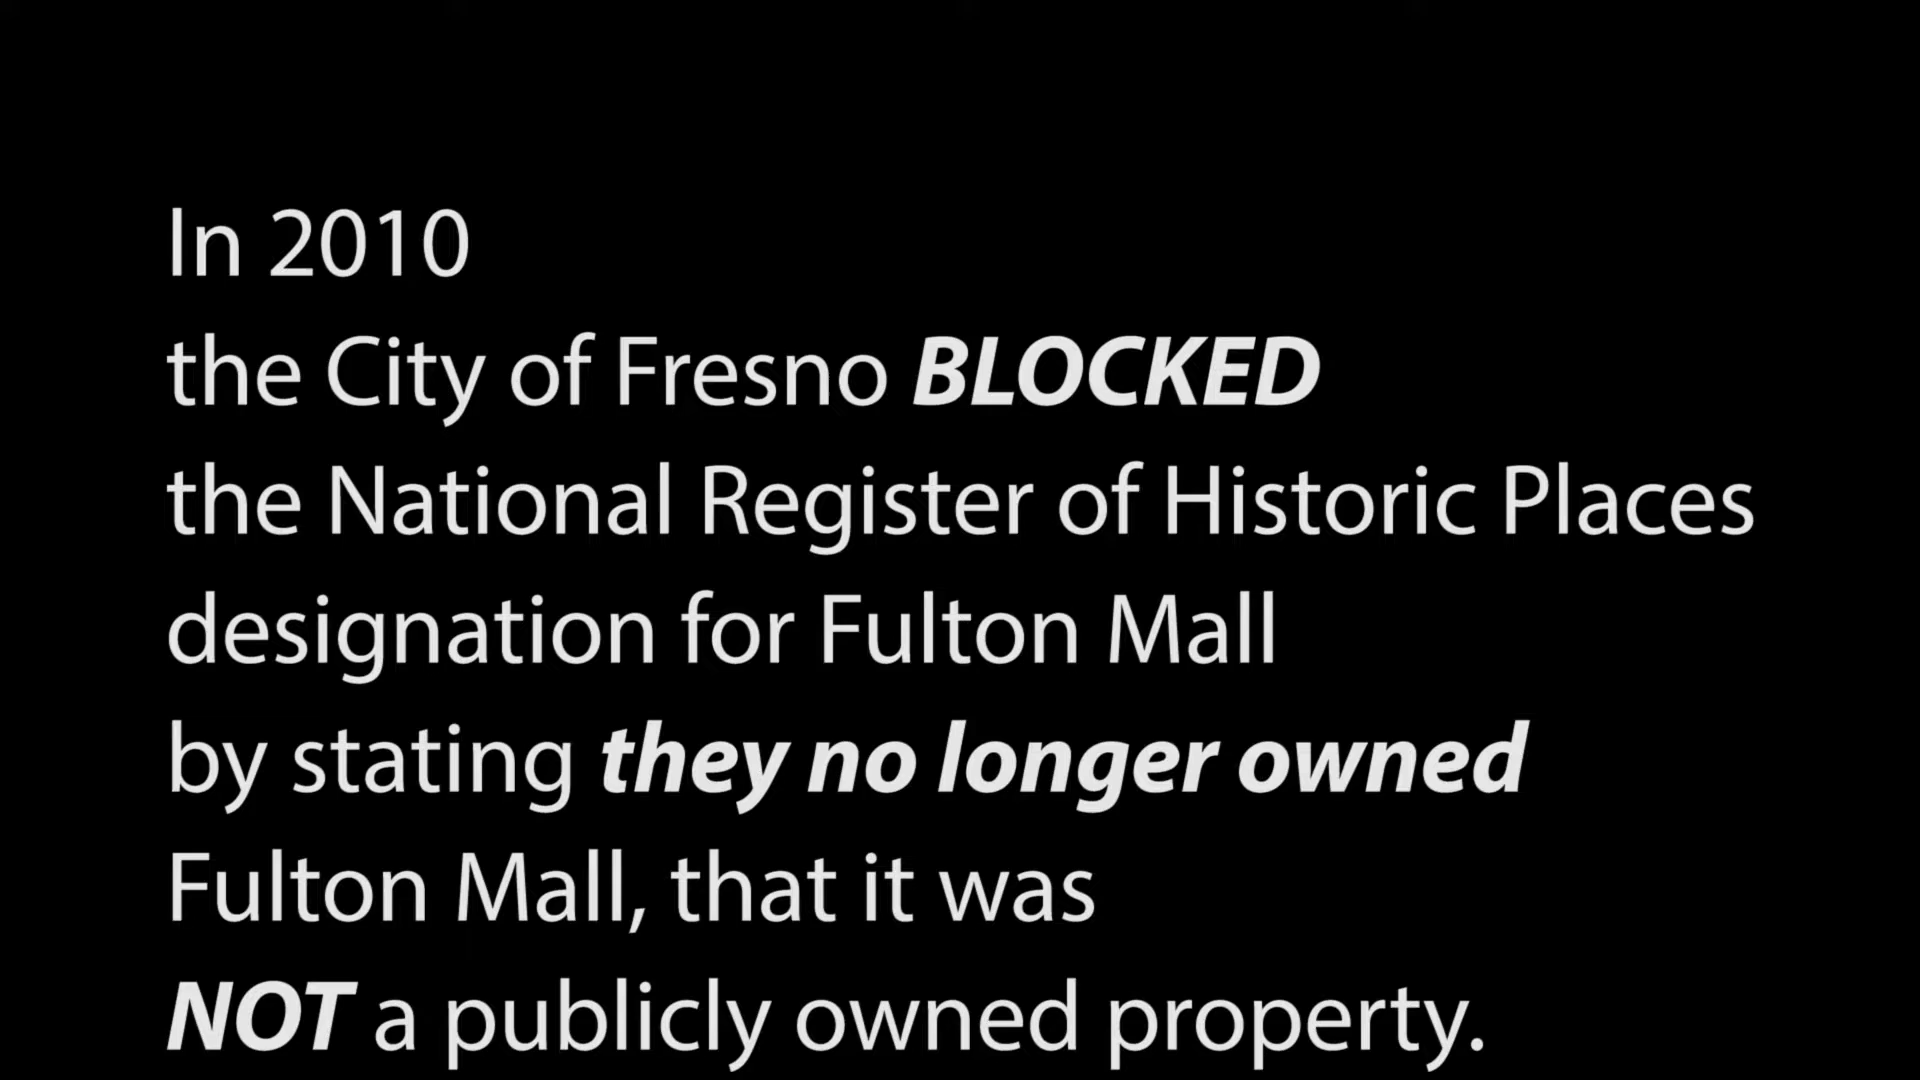 In 2010
the City of Fresno BLOCKED
the National Register of Historic Places
designation for Fulton Mall
by stating they no longer owned
Fulton Mall, that it was
NOT a publicly owned property.